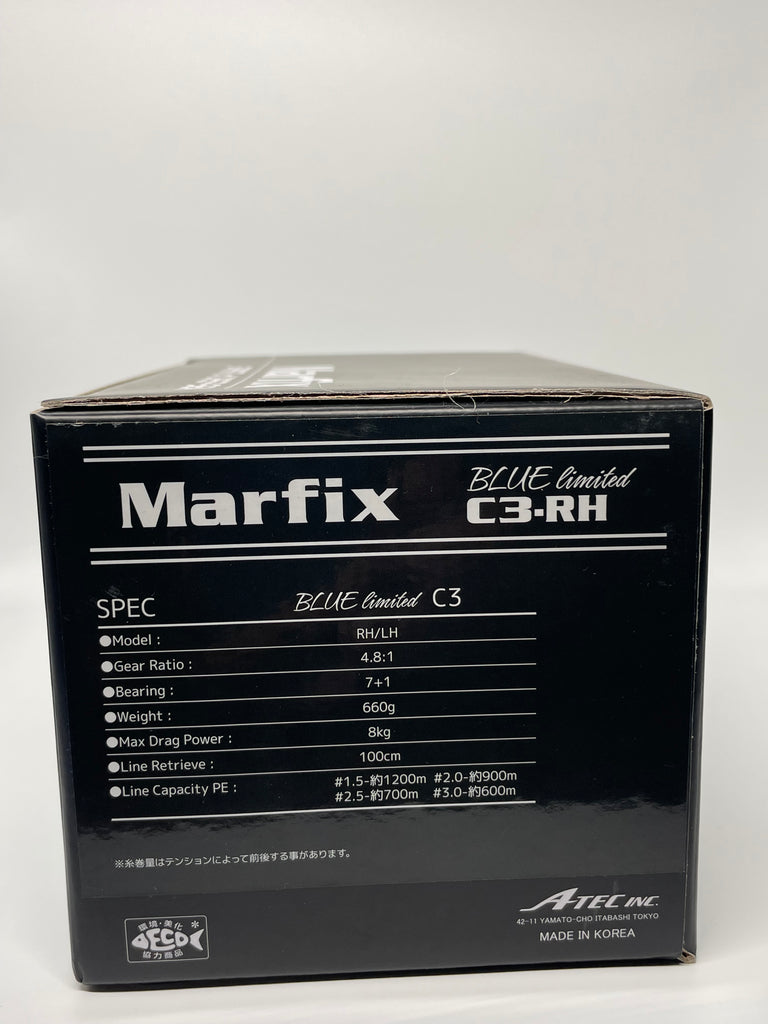 Marfix
BLUE limited
C3-RH
SPEC BLUE limited C3
●Model : RH/LH
●Gear Ratio : 4.8:1
●Bearing : 7+1
●Weight : 660g
●Max Drag Power : 8kg
●Line Retrieve : 100cm
●Line Capacity PE : #1.5-約1200m #2.0-約900m
#2.5-約700m #3.0-約600m
※糸巻量はテンションによって前後する事があります。
環境・美化
ECO
協力商品
A-TEC INC.
42-11 YAMATO-CHO ITABASHI TOKYO
MADE IN KOREA